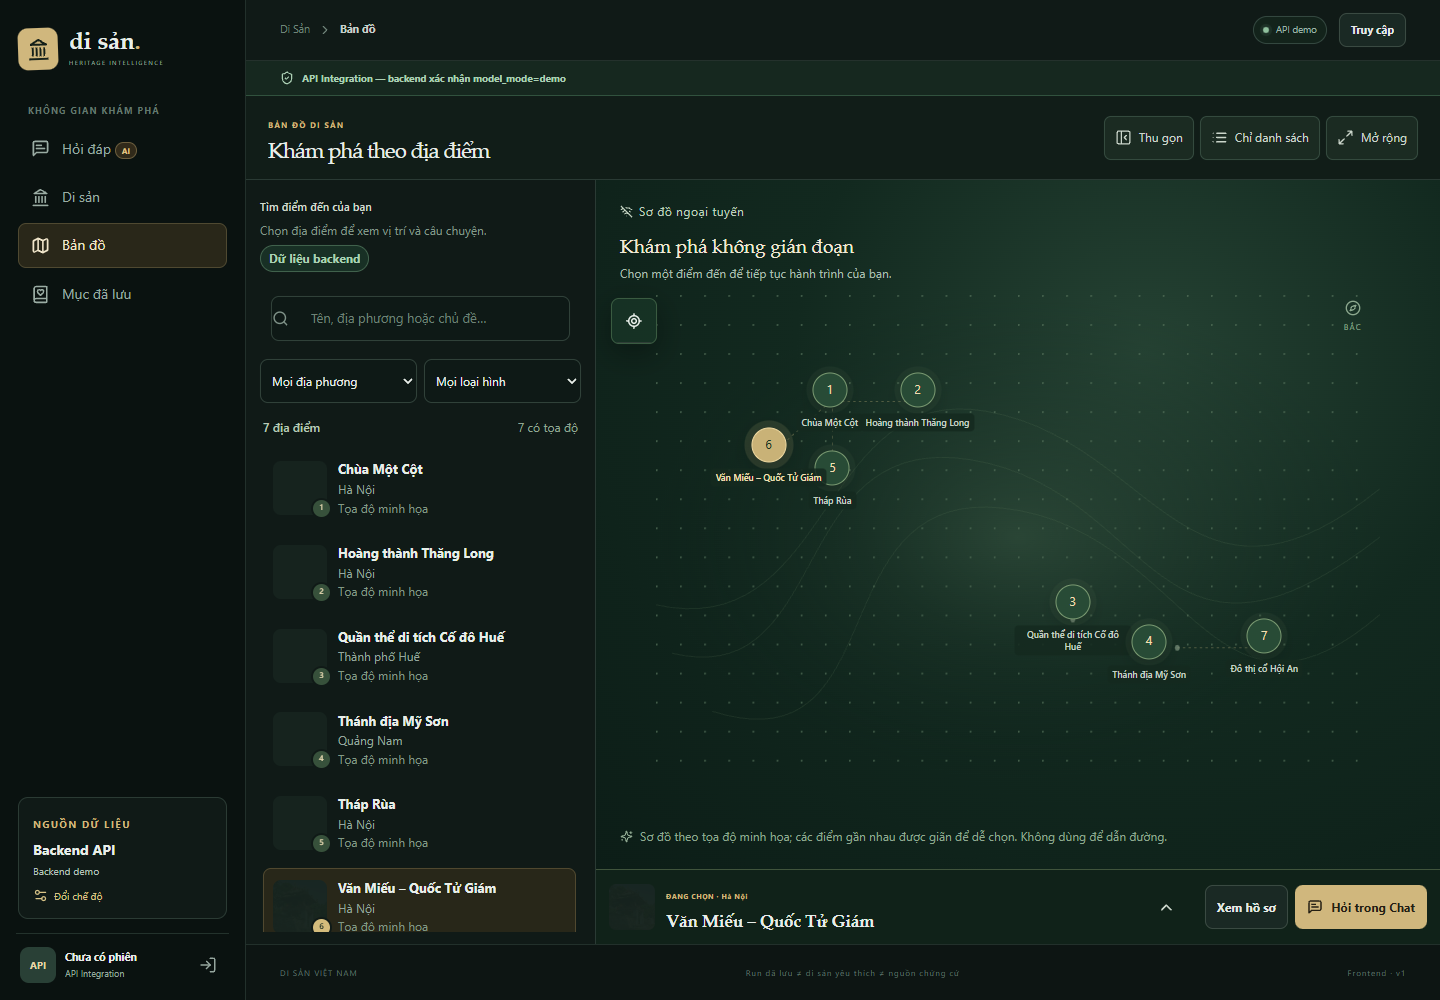 di sản.
HERITAGE INTELLIGENCE
KHÔNG GIAN KHÁM PHÁ
Hỏi đáp AI
Di sản
Bản đồ
Mục đã lưu
NGUỒN DỮ LIỆU
Backend API
Backend demo
Đổi chế độ
API
Chưa có phiên
API Integration
Di Sản > Bản đồ
API demo
Truy cập
API Integration — backend xác nhận model_mode=demo
BẢN ĐỒ DI SẢN
Khám phá theo địa điểm
Thu gọn
Chỉ danh sách
Mở rộng
Tìm điểm đến của bạn
Chọn địa điểm để xem vị trí và câu chuyện.
Dữ liệu backend
Tên, địa phương hoặc chủ đề...
Mọi địa phương
Mọi loại hình
7 địa điểm
7 có tọa độ
Chùa Một Cột
Hà Nội
Tọa độ minh họa
1
Hoàng thành Thăng Long
Hà Nội
Tọa độ minh họa
2
Quần thể di tích Cố đô Huế
Thành phố Huế
Tọa độ minh họa
3
Thánh địa Mỹ Sơn
Quảng Nam
Tọa độ minh họa
4
Tháp Rùa
Hà Nội
Tọa độ minh họa
5
Văn Miếu – Quốc Tử Giám
Hà Nội
Tọa độ minh họa
6
Sơ đồ ngoại tuyến
Khám phá không gián đoạn
Chọn một điểm đến để tiếp tục hành trình của bạn.
BẮC
1
Chùa Một Cột
2
Hoàng thành Thăng Long
6
Văn Miếu – Quốc Tử Giám
5
Tháp Rùa
3
Quần thể di tích Cố đô
Huế
4
Thánh địa Mỹ Sơn
7
Đô thị cổ Hội An
Sơ đồ theo tọa độ minh họa; các điểm gần nhau được giãn để dễ chọn. Không dùng để dẫn đường.
ĐANG CHỌN · Hà Nội
Văn Miếu – Quốc Tử Giám
Xem hồ sơ
Hỏi trong Chat
DI SẢN VIỆT NAM
Run đã lưu ≠ di sản yêu thích ≠ nguồn chứng cứ
Frontend · v1